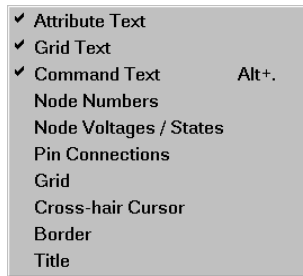 ✓ Attribute Text
✓ Grid Text
✓ Command Text Alt+.
Node Numbers
Node Voltages / States
Pin Connections
Grid
Cross-hair Cursor
Border
Title